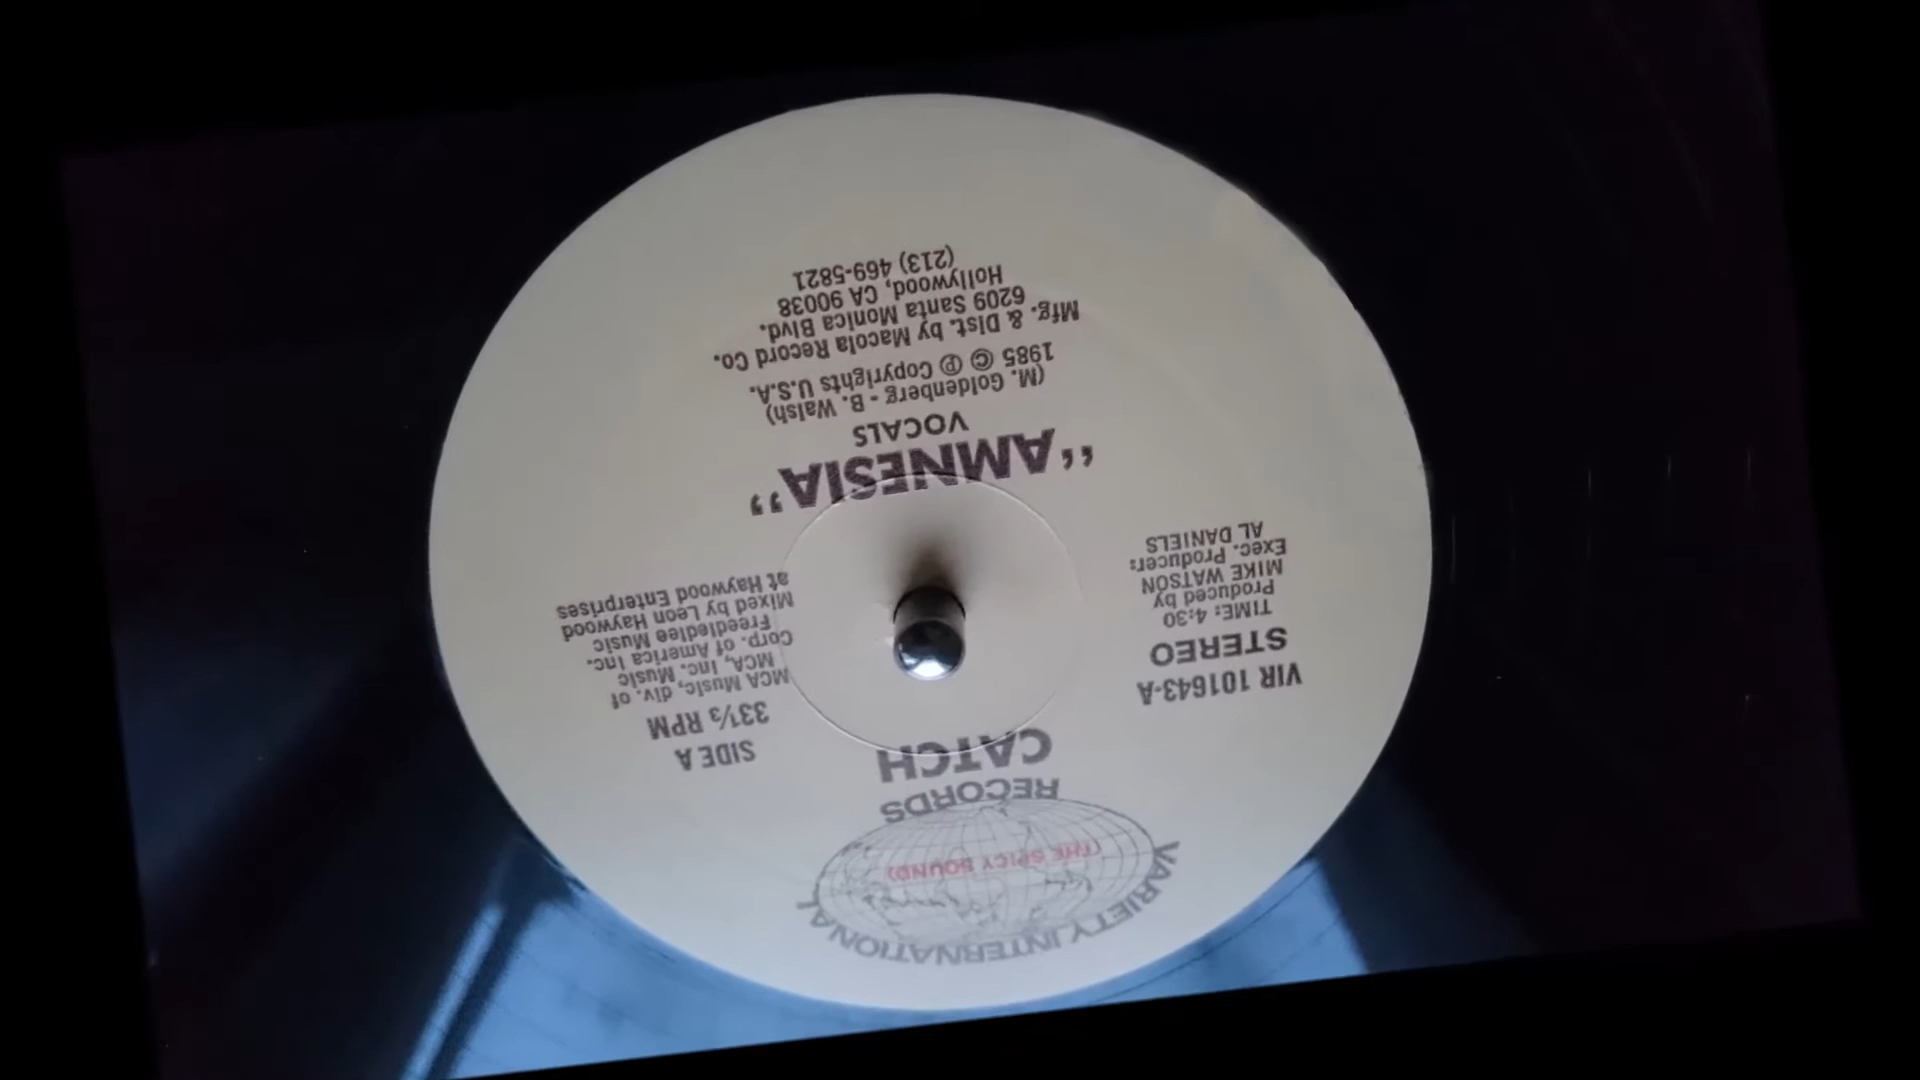 VARIETY INTERNATIONAL
(THE SPICY SOUND)
RECORDS
CATCH
VIR 101643-A
STEREO
TIME: 4:30
Produced by
MIKE WATSON
Exec. Producer:
AL DANIELS
SIDE A
33⅓ RPM
MCA Music, div. of
MCA, Inc. Music
Corp. of America Inc.
Freedledlee Music
Mixed by Leon Haywood
at Haywood Enterprises
“AMNESIA”
VOCALS
(M. Goldenberg - B. Walsh)
1985 © ℗ Copyrights U.S.A.
Mfg. & Dist. by Macola Record Co.
6209 Santa Monica Blvd.
Hollywood, CA 90038
(213) 469-5821